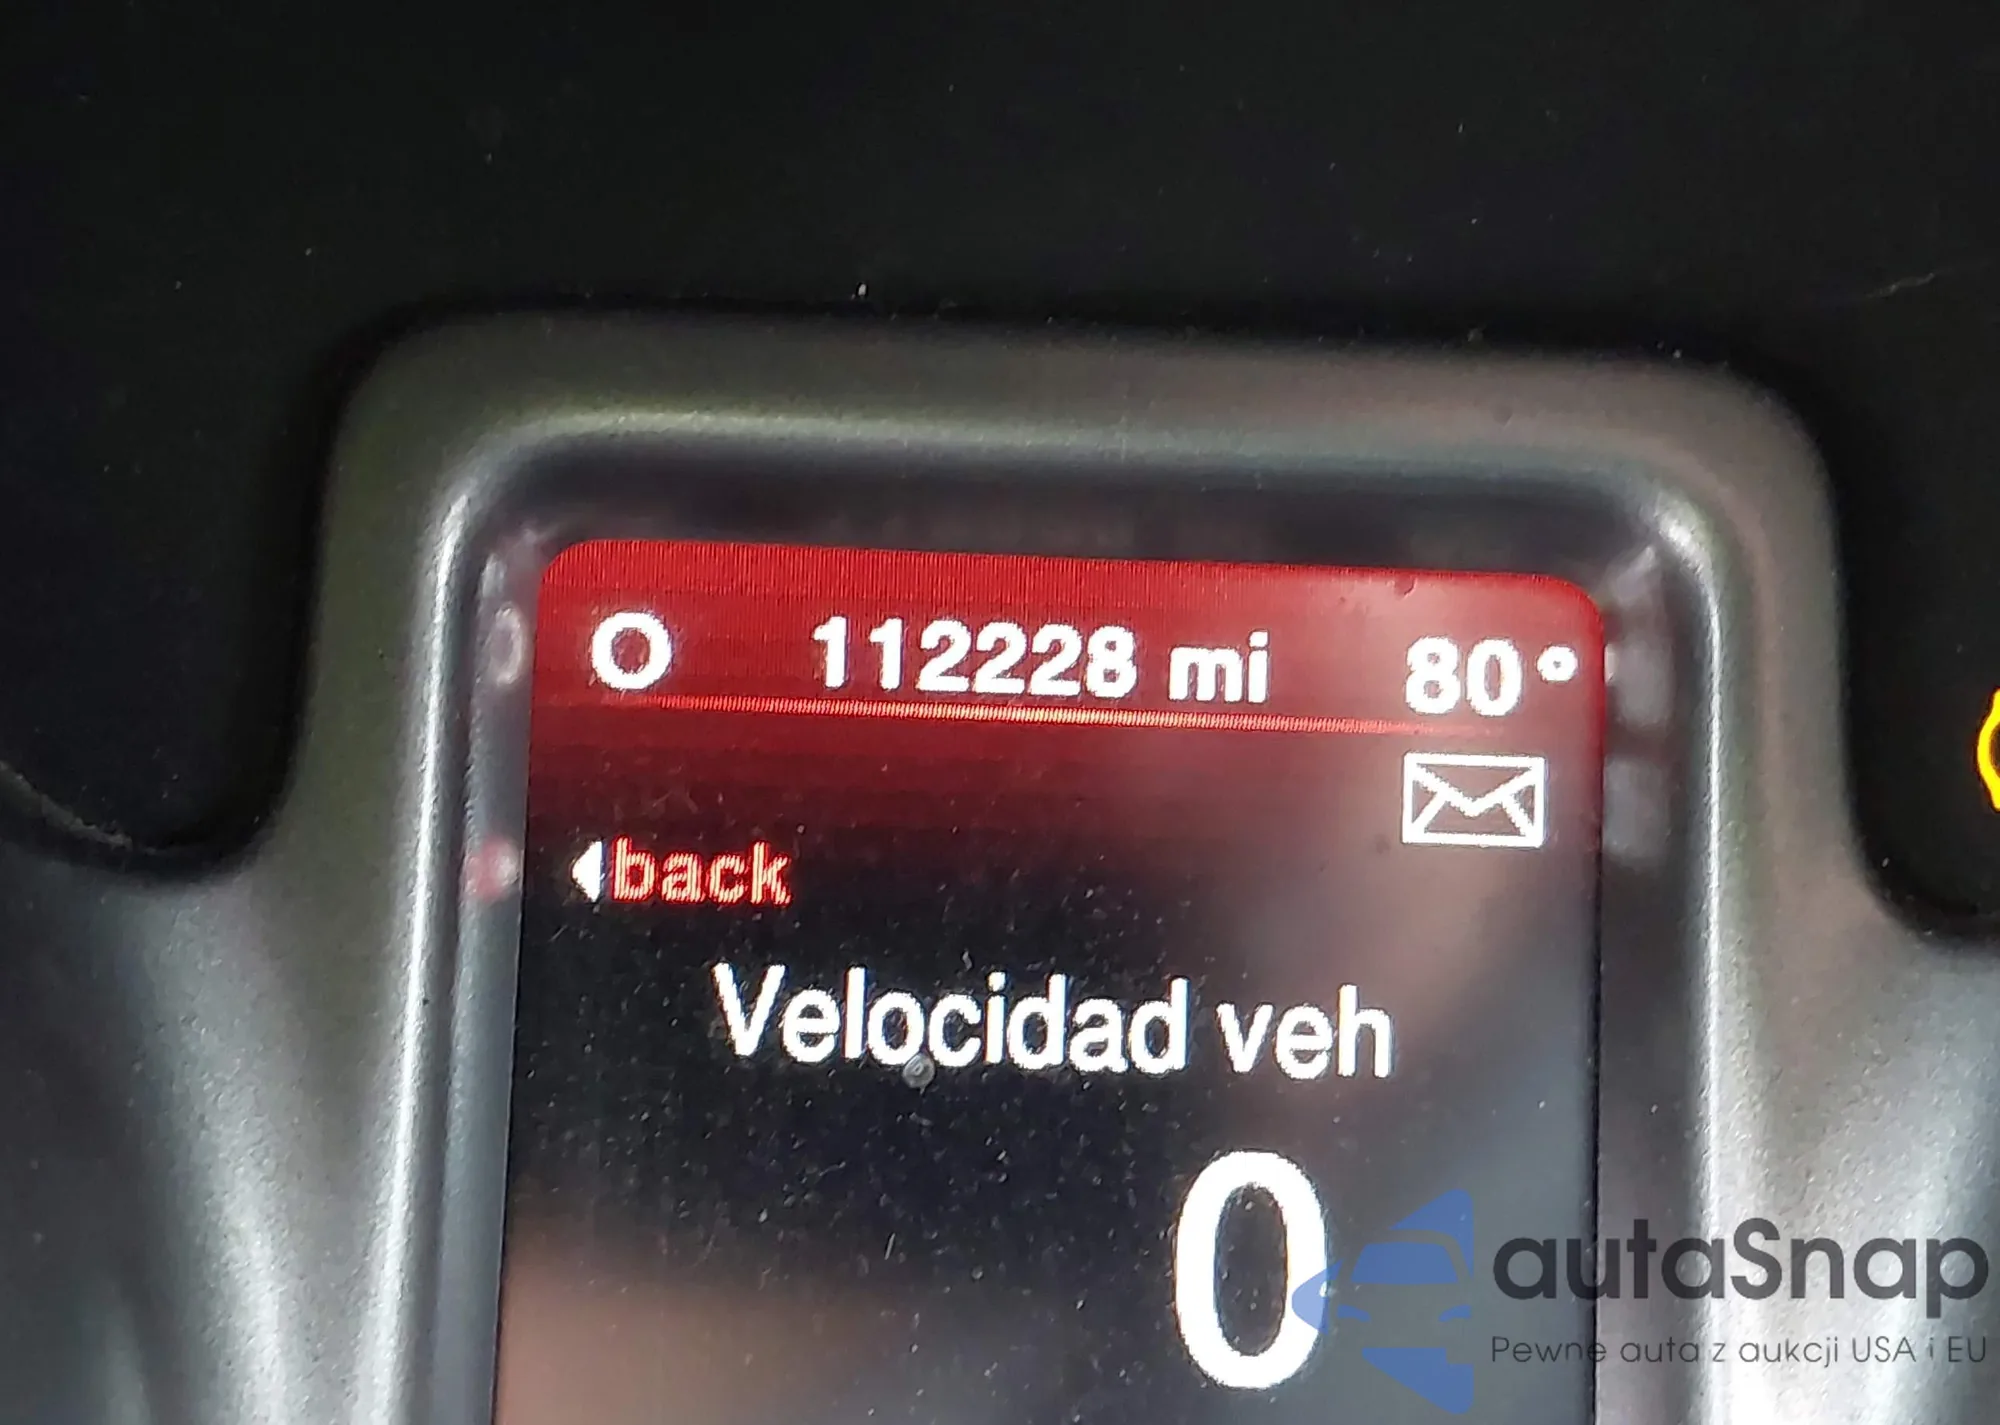 O 112228 mi 80°
back
Velocidad veh
0
autaSnap
Pewne auta z aukcji USA i EU